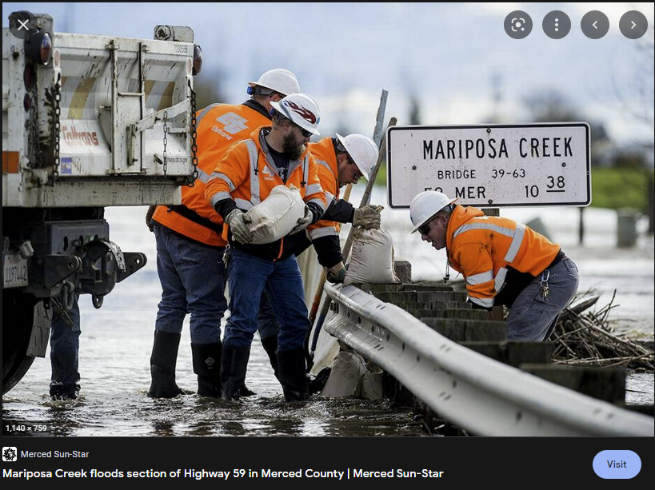 Caltrans
MARIPOSA CREEK
BRIDGE 39-63
59 MER 10 38
1,140 × 759
Merced Sun-Star
Mariposa Creek floods section of Highway 59 in Merced County | Merced Sun-Star
Visit